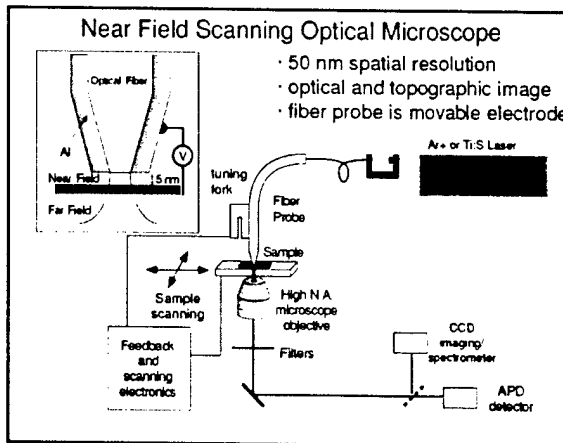 Near Field Scanning Optical Microscope
· 50 nm spatial resolution
· optical and topographic image
· fiber probe is movable electrode
Optical Fiber
Al
V
Near Field
5 nm
Far Field
Ar+ or Ti:S Laser
tuning
fork
Fiber
Probe
Sample
Sample
scanning
High N A
microscope
objective
Feedback
and
scanning
electronics
Filters
CCD
imaging/
spectrometer
APD
detector